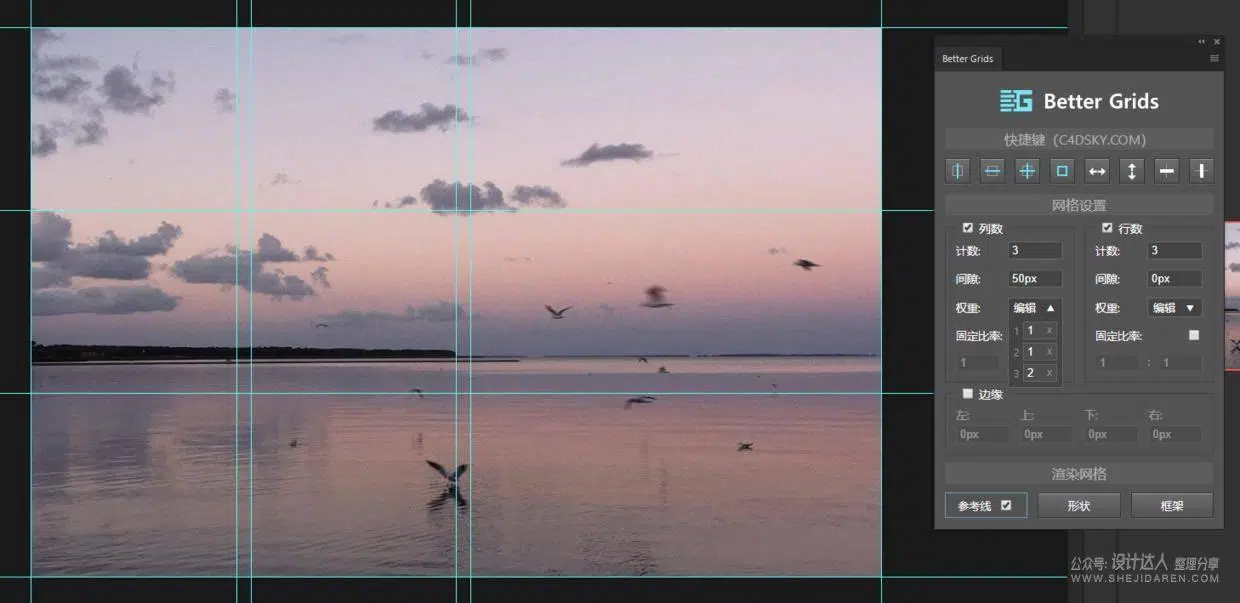 Better Grids
Better Grids
快捷键（C4DSKY.COM）
网格设置
列数 行数
计数: 3 计数: 3
间隙: 50px 间隙: 0px
权重: 编辑 权重: 编辑
固定比率: 固定比率:
1 1 x
2 1 x
3 2 x
1 1 : 1
边缘
左: 上: 下: 右:
0px 0px 0px 0px
渲染网格
参考线 形状 框架
公众号: 设计达人 整理分享
WWW.SHEJIDAREN.COM